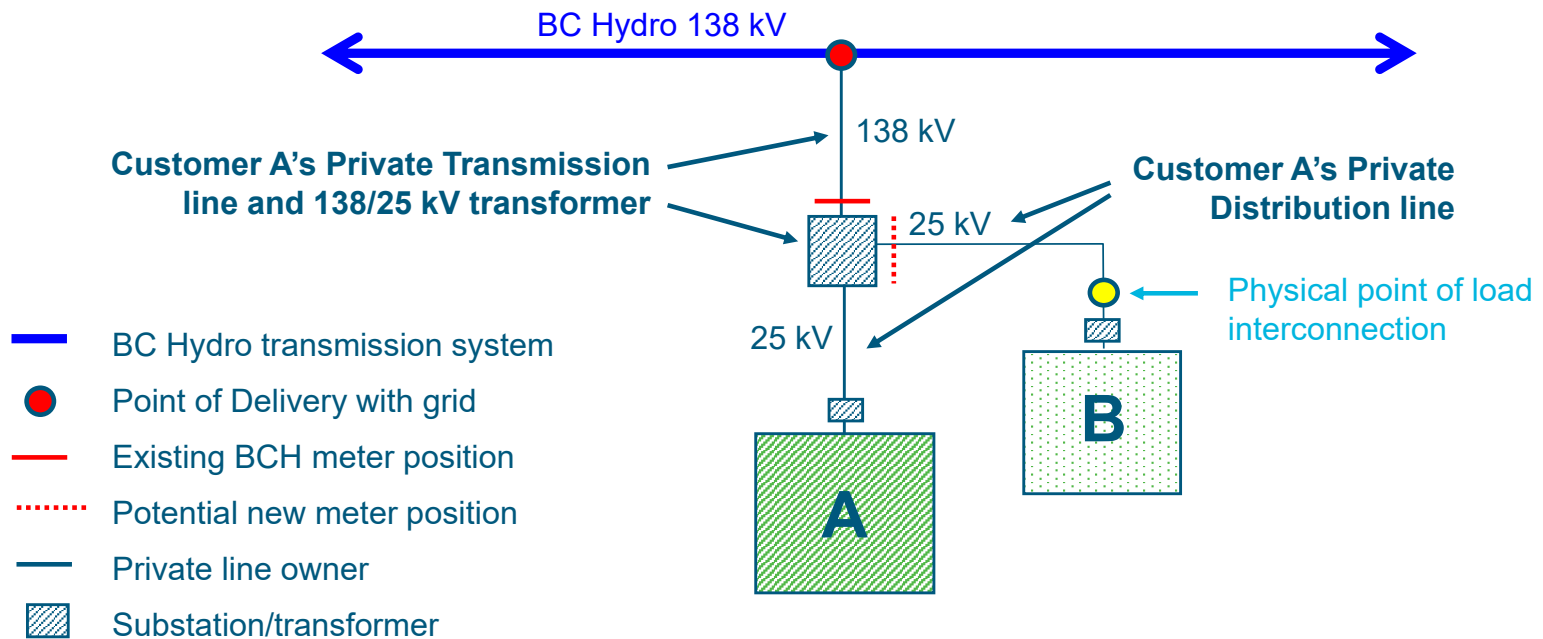 BC Hydro 138 kV
138 kV
Customer A's Private Transmission
line and 138/25 kV transformer
Customer A's Private
Distribution line
25 kV
Physical point of load
interconnection
25 kV
BC Hydro transmission system
Point of Delivery with grid
Existing BCH meter position
Potential new meter position
Private line owner
Substation/transformer
A
B